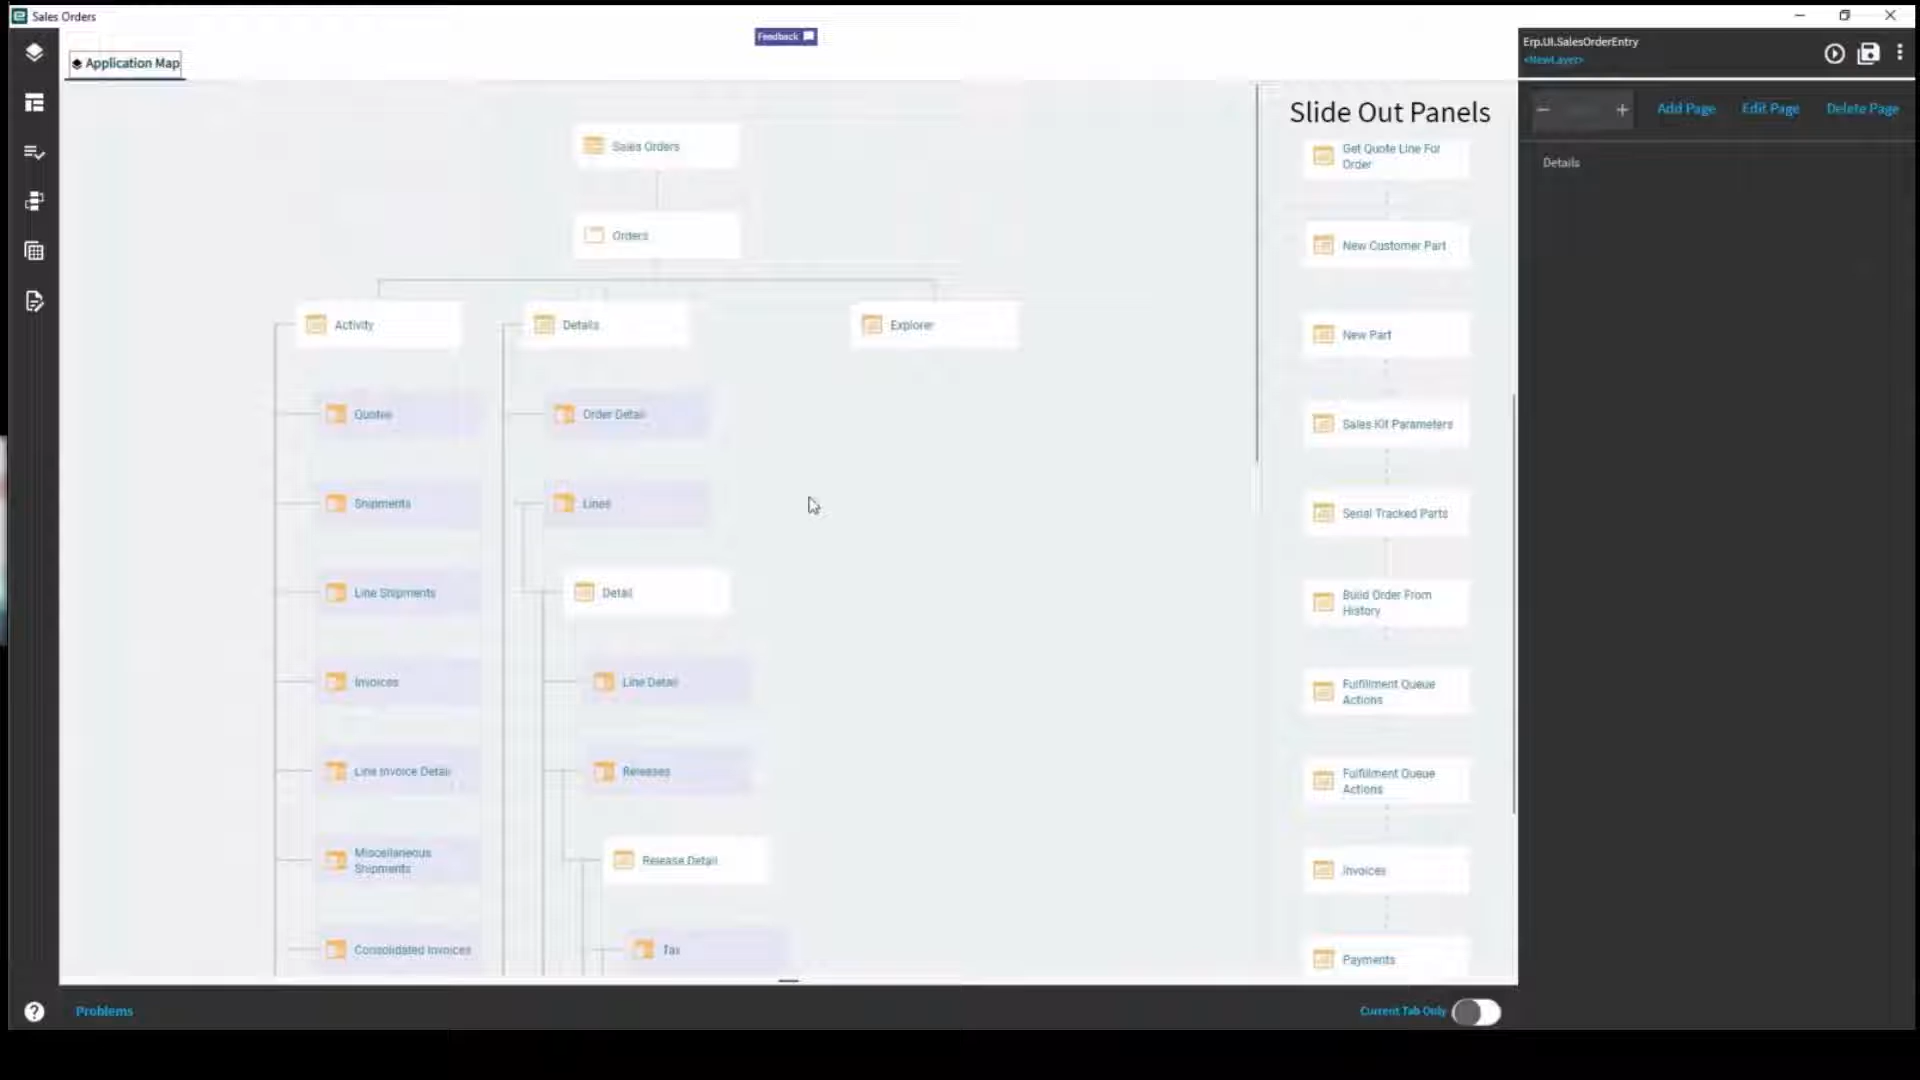 Sales Orders
Feedback
Application Map
Erp.UI.SalesOrderEntry
<NewLayer>
Add Page
Edit Page
Delete Page
Details
Slide Out Panels
Sales Orders
Orders
Activity
Details
Explorer
Quotes
Shipments
Line Shipments
Invoices
Line Invoice Detail
Miscellaneous
Shipments
Consolidated Invoices
Order Detail
Lines
Detail
Line Detail
Releases
Release Detail
Tax
Get Quote Line For
Order
New Customer Part
New Part
Sales Kit Parameters
Serial Tracked Parts
Build Order From
History
Fulfillment Queue
Actions
Fulfillment Queue
Actions
Invoices
Payments
Problems
Current Tab Only